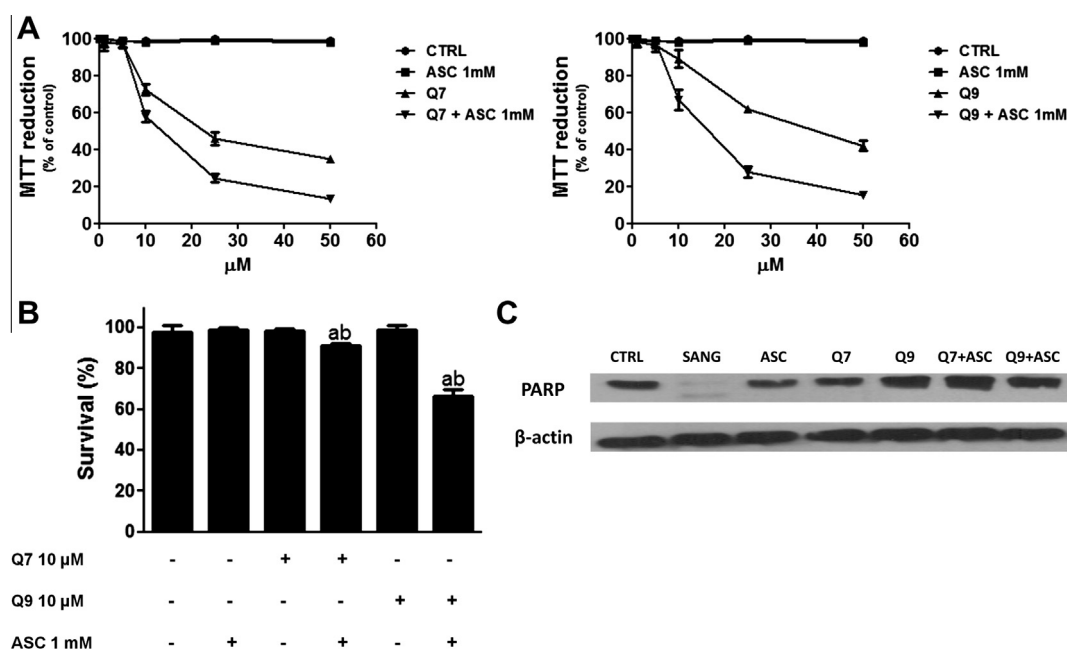 A
100
80
60
40
20
0
MTT reduction
(% of control)
0 10 20 30 40 50 60
µM
CTRL
ASC 1mM
Q7
Q7 + ASC 1mM
100
80
60
40
20
0
MTT reduction
(% of control)
0 10 20 30 40 50 60
µM
CTRL
ASC 1mM
Q9
Q9 + ASC 1mM
B
100
80
60
40
20
0
Survival (%)
ab
ab
Q7 10 µM - - + + - -
Q9 10 µM - - - - + +
ASC 1 mM - + - + - +
C
CTRL SANG ASC Q7 Q9 Q7+ASC Q9+ASC
PARP
β-actin